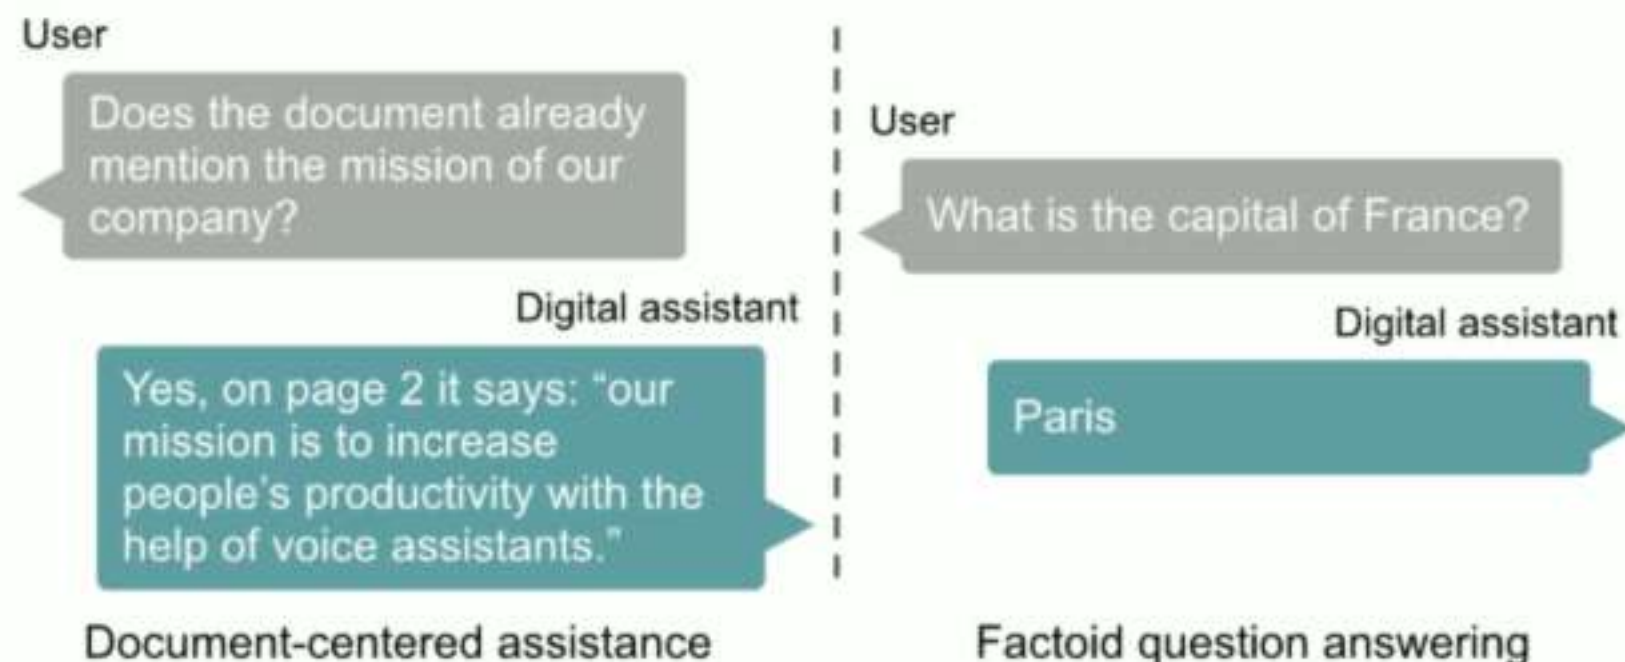 User
Does the document already
mention the mission of our
company?
Digital assistant
Yes, on page 2 it says: “our
mission is to increase
people’s productivity with the
help of voice assistants.”
Document-centered assistance
User
What is the capital of France?
Digital assistant
Paris
Factoid question answering